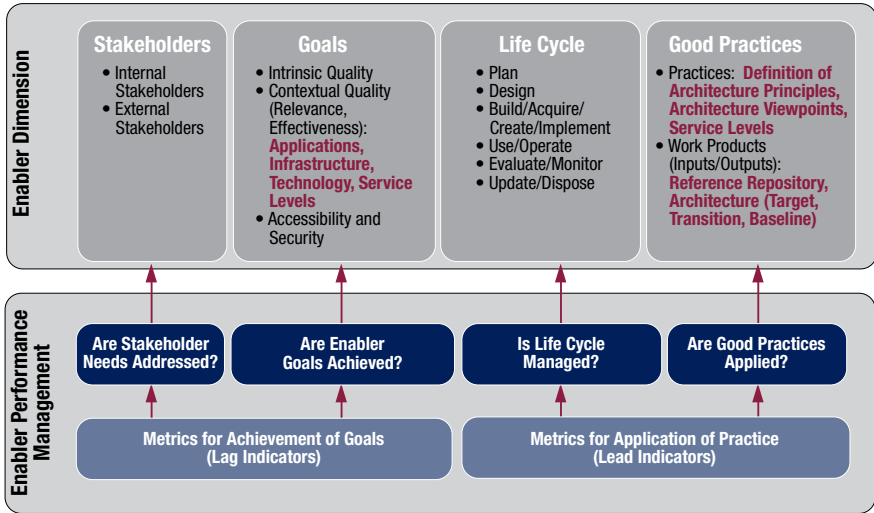 Enabler Dimension
Stakeholders
• Internal
Stakeholders
• External
Stakeholders
Goals
• Intrinsic Quality
• Contextual Quality
(Relevance,
Effectiveness):
Applications,
Infrastructure,
Technology, Service
Levels
• Accessibility and
Security
Life Cycle
• Plan
• Design
• Build/Acquire/
Create/Implement
• Use/Operate
• Evaluate/Monitor
• Update/Dispose
Good Practices
• Practices: Definition of
Architecture Principles,
Architecture Viewpoints,
Service Levels
• Work Products
(Inputs/Outputs):
Reference Repository,
Architecture (Target,
Transition, Baseline)
Enabler Performance
Management
Are Stakeholder
Needs Addressed?
Are Enabler
Goals Achieved?
Is Life Cycle
Managed?
Are Good Practices
Applied?
Metrics for Achievement of Goals
(Lag Indicators)
Metrics for Application of Practice
(Lead Indicators)